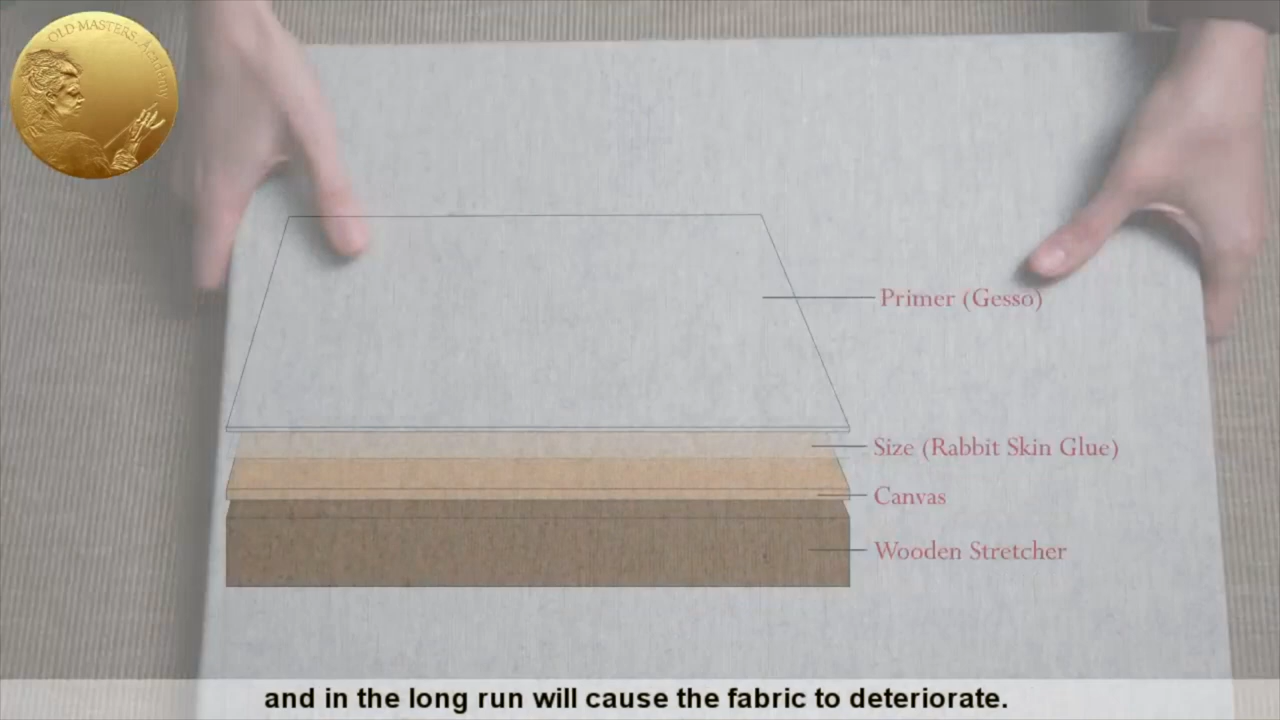 OLD MASTERS Academy
Primer (Gesso)
Size (Rabbit Skin Glue)
Canvas
Wooden Stretcher
and in the long run will cause the fabric to deteriorate.